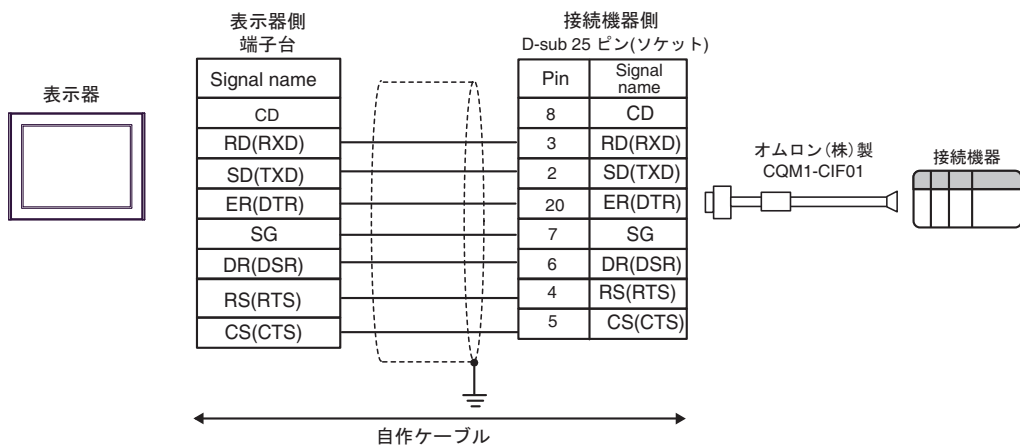 表示器
表示器側
端子台
Signal name
CD
RD(RXD)
SD(TXD)
ER(DTR)
SG
DR(DSR)
RS(RTS)
CS(CTS)
接続機器側
D-sub 25 ピン(ソケット)
Pin Signal name
8 CD
3 RD(RXD)
2 SD(TXD)
20 ER(DTR)
7 SG
6 DR(DSR)
4 RS(RTS)
5 CS(CTS)
オムロン(株)製
CQM1-CIF01
接続機器
自作ケーブル